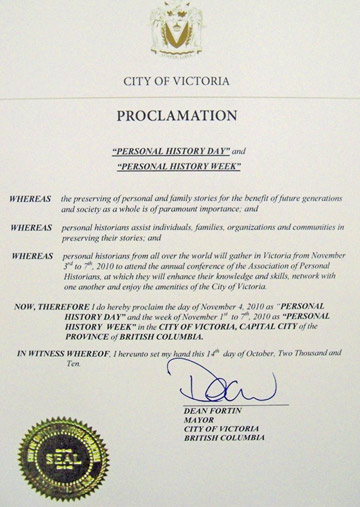 CITY OF VICTORIA
PROCLAMATION
"PERSONAL HISTORY DAY" and
"PERSONAL HISTORY WEEK"
WHEREAS the preserving of personal and family stories for the benefit of future generations
and society as a whole is of paramount importance; and
WHEREAS personal historians assist individuals, families, organizations and communities in
preserving their stories; and
WHEREAS personal historians from all over the world will gather in Victoria from November
3rd to 7th, 2010 to attend the annual conference of the Association of Personal
Historians, at which they will enhance their knowledge and skills, network with
one another and enjoy the amenities of the City of Victoria.
NOW, THEREFORE I do hereby proclaim the day of November 4, 2010 as "PERSONAL
HISTORY DAY" and the week of November 1st to 7th, 2010 as "PERSONAL
HISTORY WEEK" in the CITY OF VICTORIA, CAPITAL CITY of the
PROVINCE of BRITISH COLUMBIA.
IN WITNESS WHEREOF, I hereunto set my hand this 14th day of October, Two Thousand and
Ten.
Dean
DEAN FORTIN
MAYOR
CITY OF VICTORIA
BRITISH COLUMBIA
SEAL